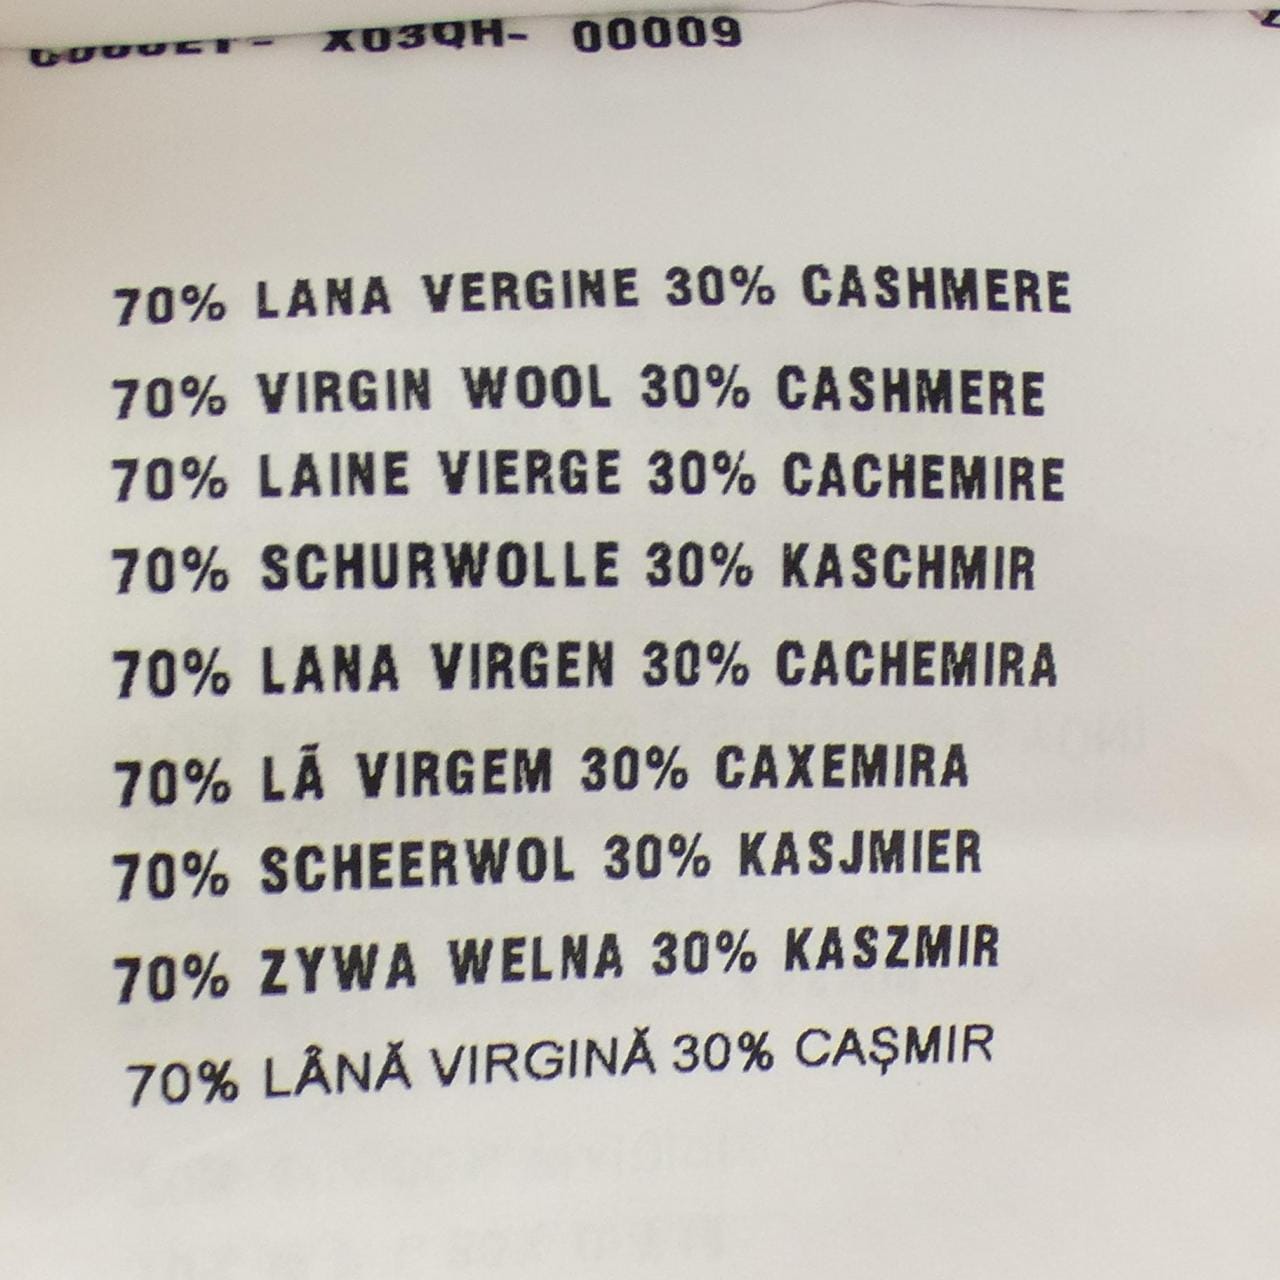 X03QH- 00009
70% LANA VERGINE 30% CASHMERE
70% VIRGIN WOOL 30% CASHMERE
70% LAINE VIERGE 30% CACHEMIRE
70% SCHURWOLLE 30% KASCHMIR
70% LANA VIRGEN 30% CACHEMIRA
70% LÃ VIRGEM 30% CAXEMIRA
70% SCHEERWOL 30% KASJMIER
70% ZYWA WELNA 30% KASZMIR
70% LÂNĂ VIRGINĂ 30% CAȘMIR